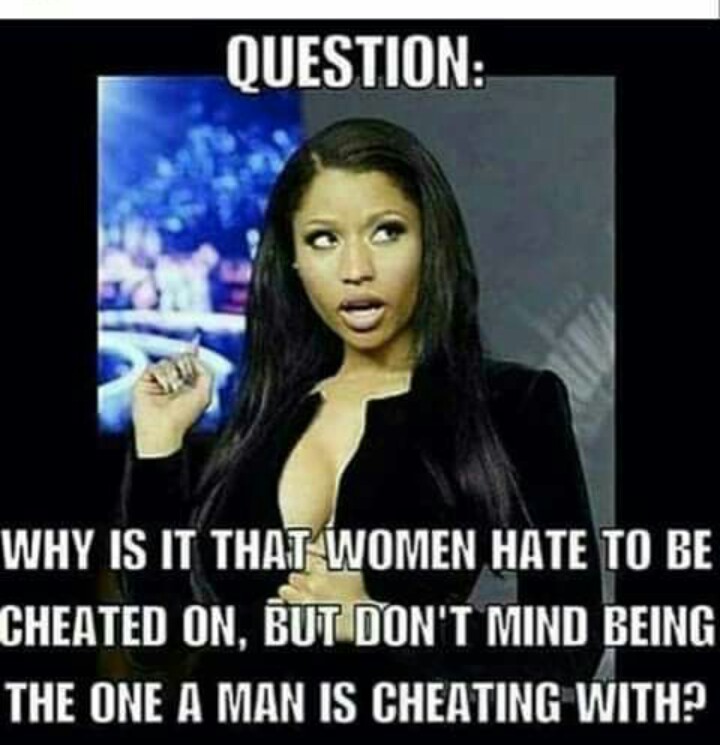 QUESTION:
WHY IS IT THAT WOMEN HATE TO BE
CHEATED ON, BUT DON'T MIND BEING
THE ONE A MAN IS CHEATING WITH?